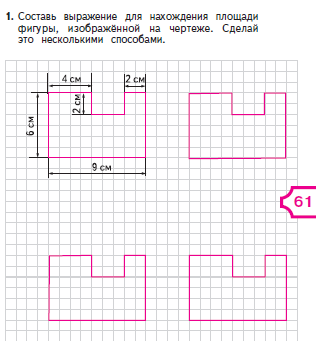 1. Составь выражение для нахождения площади
фигуры, изображённой на чертеже. Сделай
это несколькими способами.
4 см
2 см
2 см
6 см
9 см
61